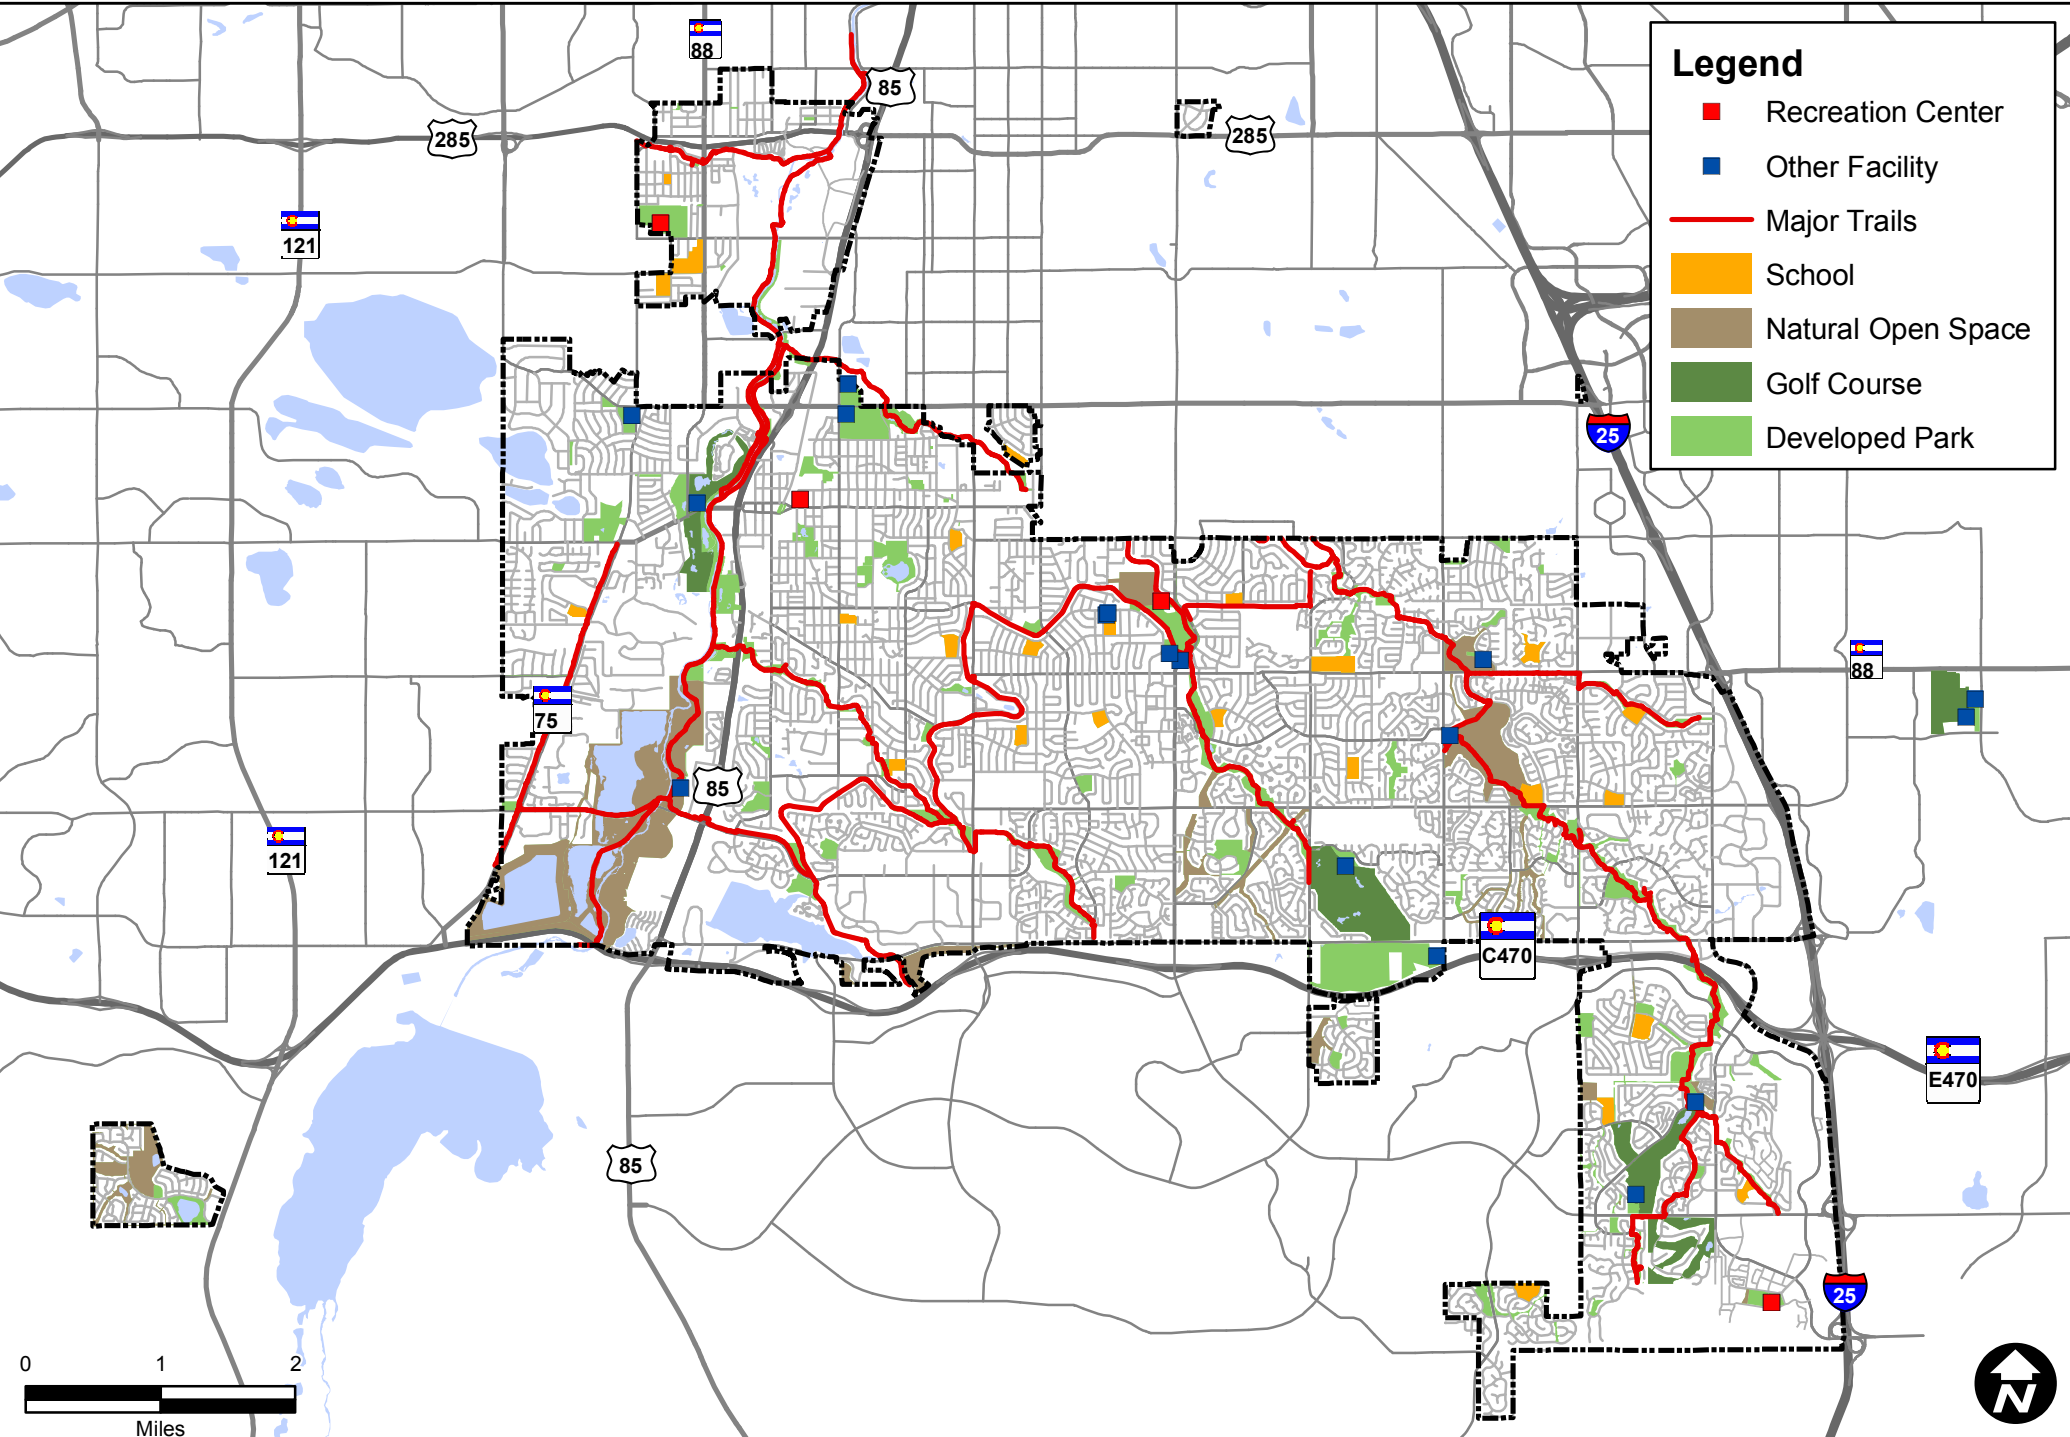 88
85
285
285
121
Legend
Recreation Center
Other Facility
Major Trails
School
Natural Open Space
Golf Course
Developed Park
25
88
75
85
121
C470
E470
85
25
0 1 2
Miles
N